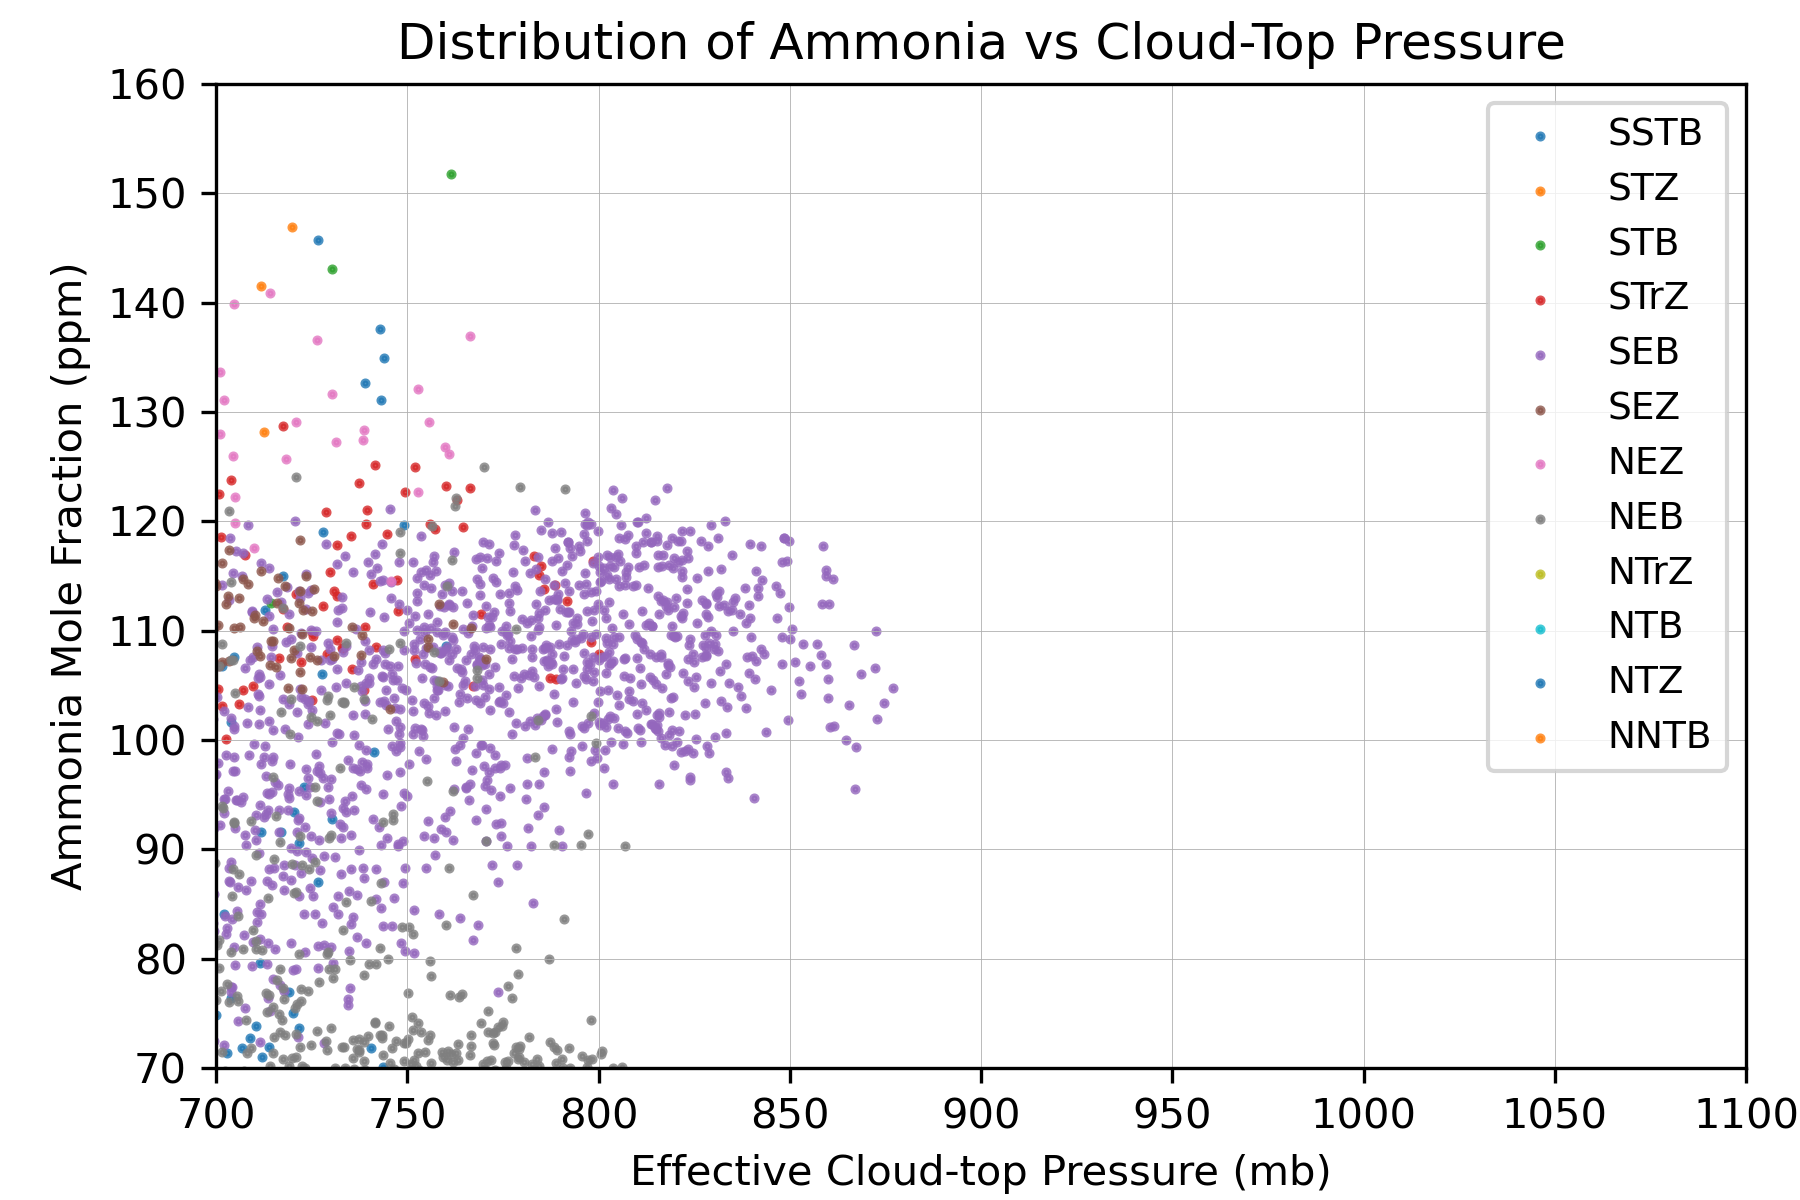 Distribution of Ammonia vs Cloud-Top Pressure
160
150
140
130
120
110
100
90
80
70
Ammonia Mole Fraction (ppm)
SSTB
STZ
STB
STrZ
SEB
SEZ
NEZ
NEB
NTrZ
NTB
NTZ
NNTB
700 750 800 850 900 950 1000 1050 1100
Effective Cloud-top Pressure (mb)